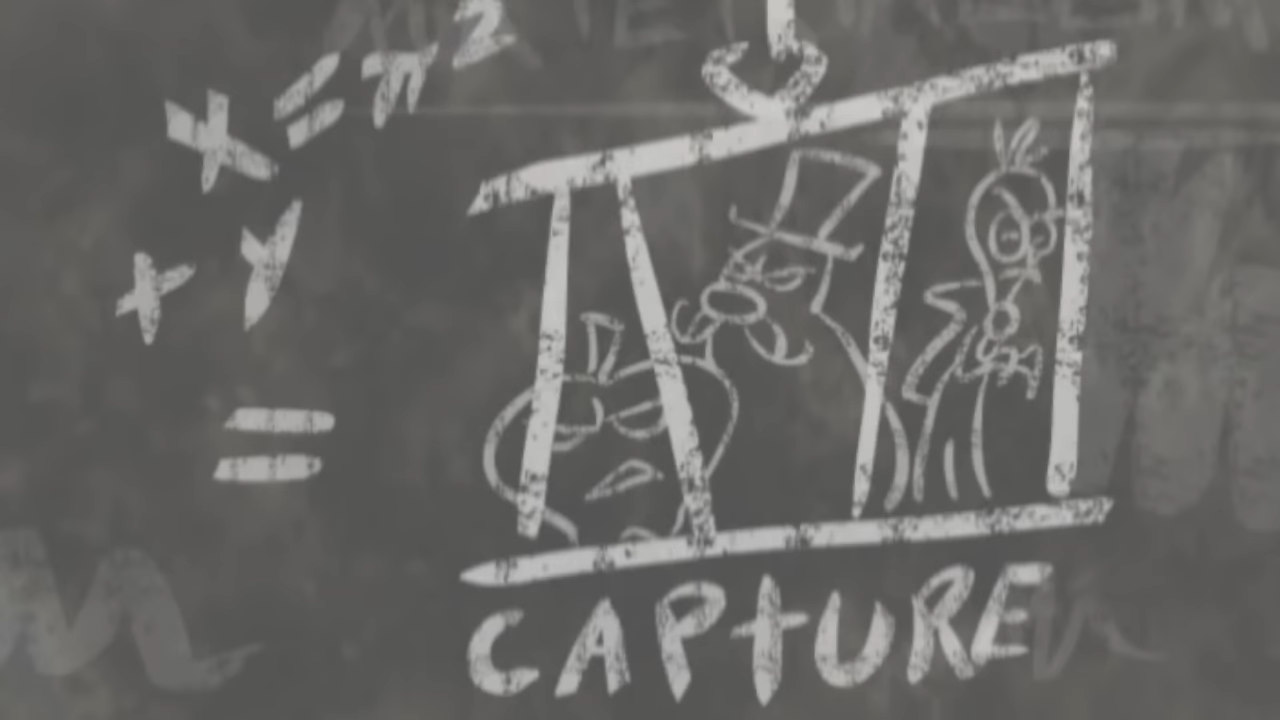 x = π²
+ y
=
CAPTURE